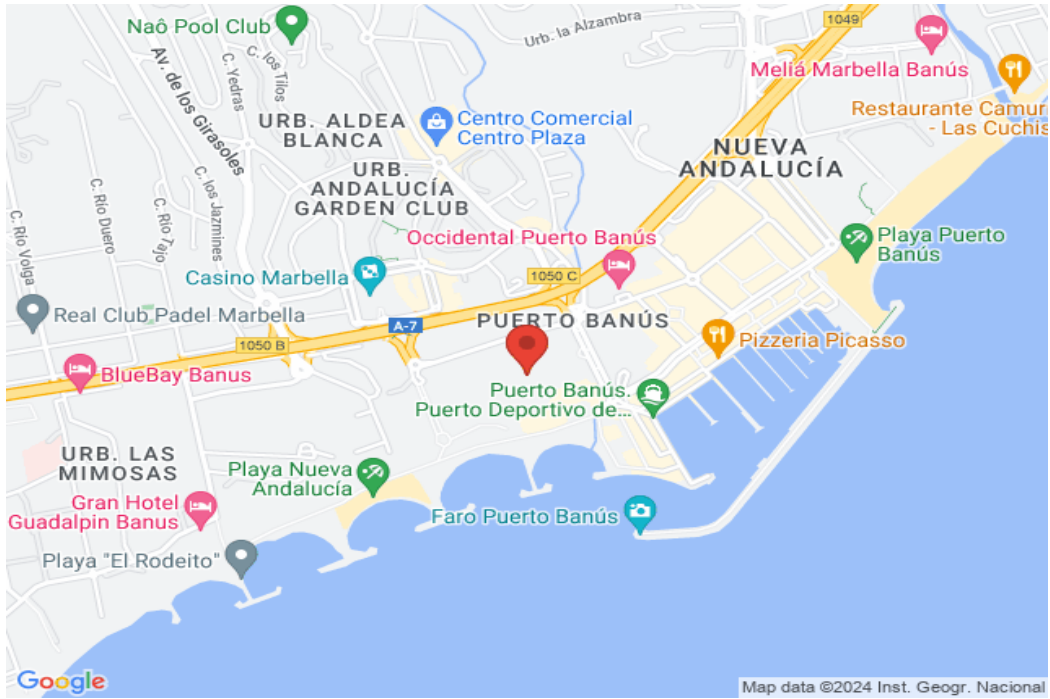 Naô Pool Club
Urb. la Alzambra
1049
Meliá Marbella Banús
Av. de los Girasoles
C. Yedras
C. los Tilos
URB. ALDEA
BLANCA
Centro Comercial
Centro Plaza
Restaurante Camur
- Las Cuchis
NUEVA
ANDALUCÍA
URB.
ANDALUCÍA
GARDEN CLUB
C. los Jazmines
C. Río Tajo
C. Río Duero
C. Río Volga
Occidental Puerto Banús
Playa Puerto
Banús
Casino Marbella
1050 C
Real Club Padel Marbella
A-7
PUERTO BANÚS
1050 B
Pizzeria Picasso
BlueBay Banus
Puerto Banús.
Puerto Deportivo de...
URB. LAS
MIMOSAS
Playa Nueva
Andalucía
Gran Hotel
Guadalpin Banus
Faro Puerto Banús
Playa "El Rodeito"
Google
Map data ©2024 Inst. Geogr. Nacional